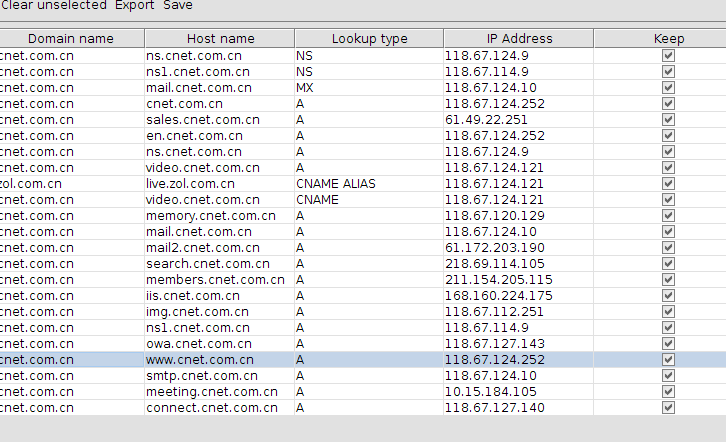 Clear unselected Export Save
Domain name Host name Lookup type IP Address Keep
cnet.com.cn ns.cnet.com.cn NS 118.67.124.9
cnet.com.cn ns1.cnet.com.cn NS 118.67.114.9
cnet.com.cn mail.cnet.com.cn MX 118.67.124.10
cnet.com.cn cnet.com.cn A 118.67.124.252
cnet.com.cn sales.cnet.com.cn A 61.49.22.251
cnet.com.cn en.cnet.com.cn A 118.67.124.252
cnet.com.cn ns.cnet.com.cn A 118.67.124.9
cnet.com.cn video.cnet.com.cn A 118.67.124.121
zol.com.cn live.zol.com.cn CNAME ALIAS 118.67.124.121
cnet.com.cn video.cnet.com.cn CNAME 118.67.124.121
cnet.com.cn memory.cnet.com.cn A 118.67.120.129
cnet.com.cn mail.cnet.com.cn A 118.67.124.10
cnet.com.cn mail2.cnet.com.cn A 61.172.203.190
cnet.com.cn search.cnet.com.cn A 218.69.114.105
cnet.com.cn members.cnet.com.cn A 211.154.205.115
cnet.com.cn iis.cnet.com.cn A 168.160.224.175
cnet.com.cn img.cnet.com.cn A 118.67.112.251
cnet.com.cn ns1.cnet.com.cn A 118.67.114.9
cnet.com.cn owa.cnet.com.cn A 118.67.127.143
cnet.com.cn www.cnet.com.cn A 118.67.124.252
cnet.com.cn smtp.cnet.com.cn A 118.67.124.10
cnet.com.cn meeting.cnet.com.cn A 10.15.184.105
cnet.com.cn connect.cnet.com.cn A 118.67.127.140